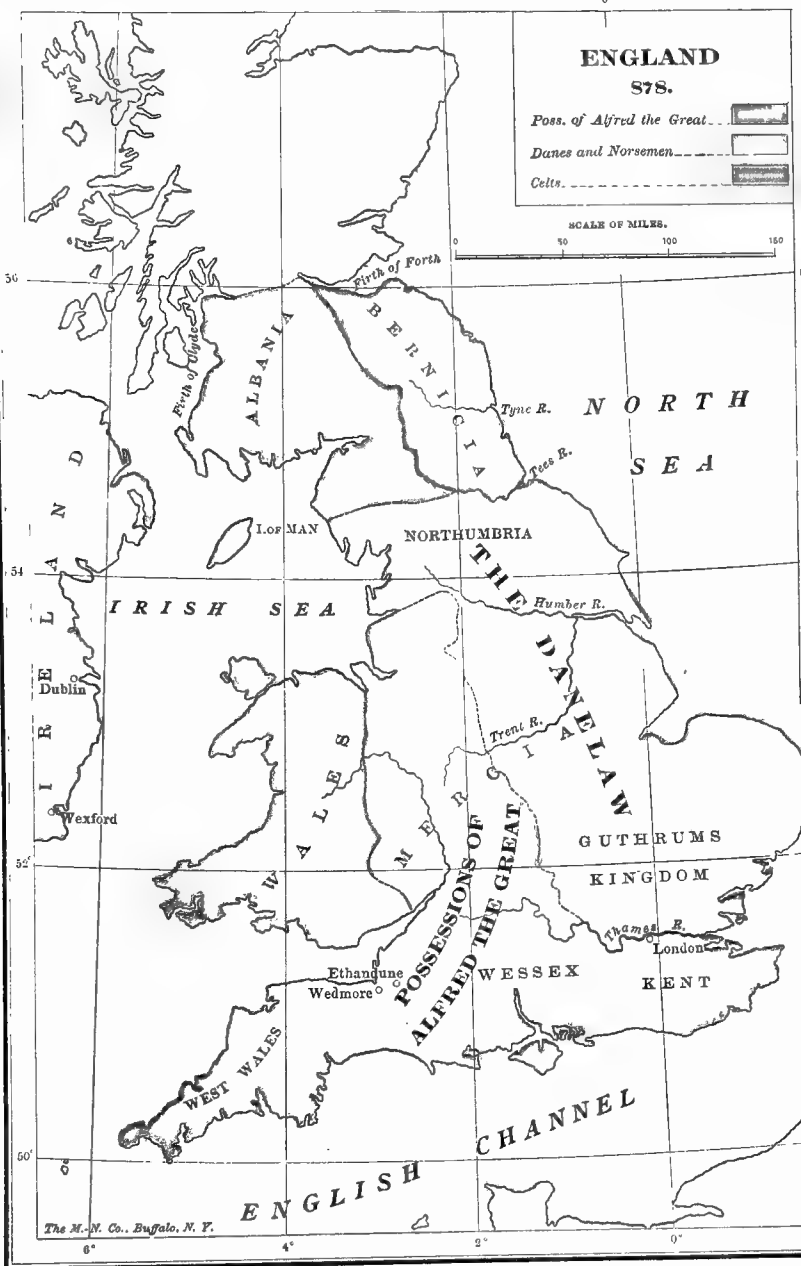 ENGLAND
878.
Poss. of Alfred the Great
Danes and Norsemen
Celts
SCALE OF MILES.
0 50 100 150
Firth of Forth
Firth of Clyde
ALBANIA
BERNICIA
Tyne R.
Tees R.
NORTH
SEA
I. OF MAN
NORTHUMBRIA
THE DANELAW
Humber R.
IRISH SEA
IRELAND
Dublin
Wexford
Trent R.
WALES
MERCIA
GUTHRUMS
KINGDOM
POSSESSIONS OF
ALFRED THE GREAT
Thames R.
London
Ethandune
Wedmore
WESSEX
KENT
WEST WALES
ENGLISH CHANNEL
54
52°
50°
The M.-N. Co., Buffalo, N. Y.
6° 4° 2° 0°